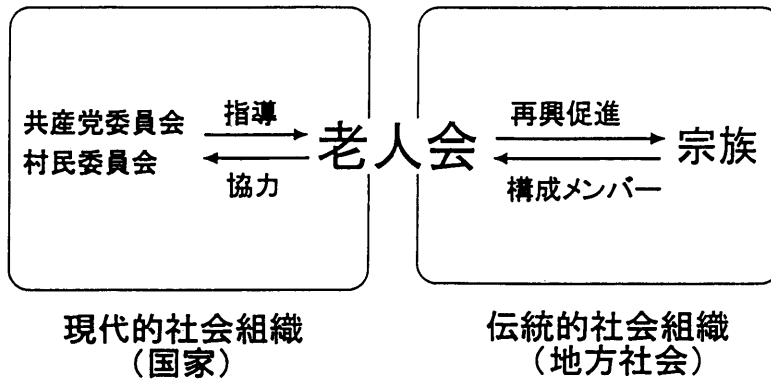 共産党委員会
村民委員会
指導
協力
老人会
再興促進
構成メンバー
宗族
現代的社会組織
（国家）
伝統的社会組織
（地方社会）